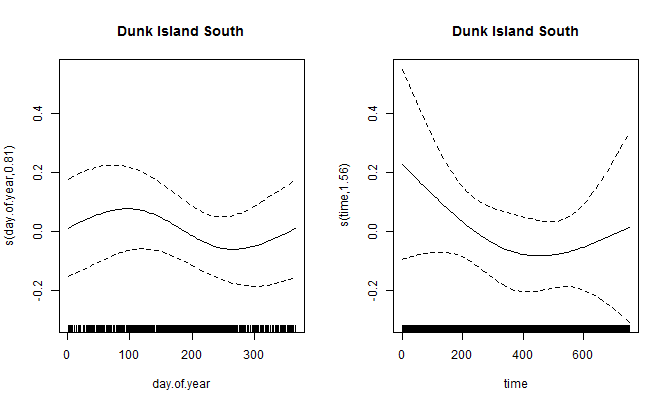 Dunk Island South
s(day.of.year,0.81)
0.4
0.2
0.0
-0.2
0
100
200
300
day.of.year
Dunk Island South
s(time,1.56)
0.4
0.2
0.0
-0.2
0
200
400
600
time